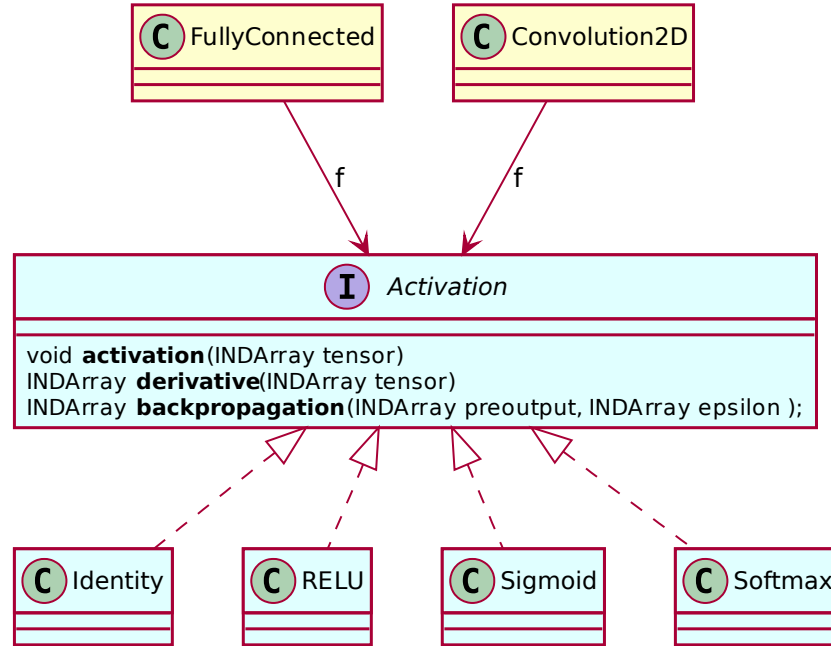 C FullyConnected
C Convolution2D
f
f
I Activation
void activation(INDArray tensor)
INDArray derivative(INDArray tensor)
INDArray backpropagation(INDArray preoutput, INDArray epsilon );
C Identity
C RELU
C Sigmoid
C Softmax